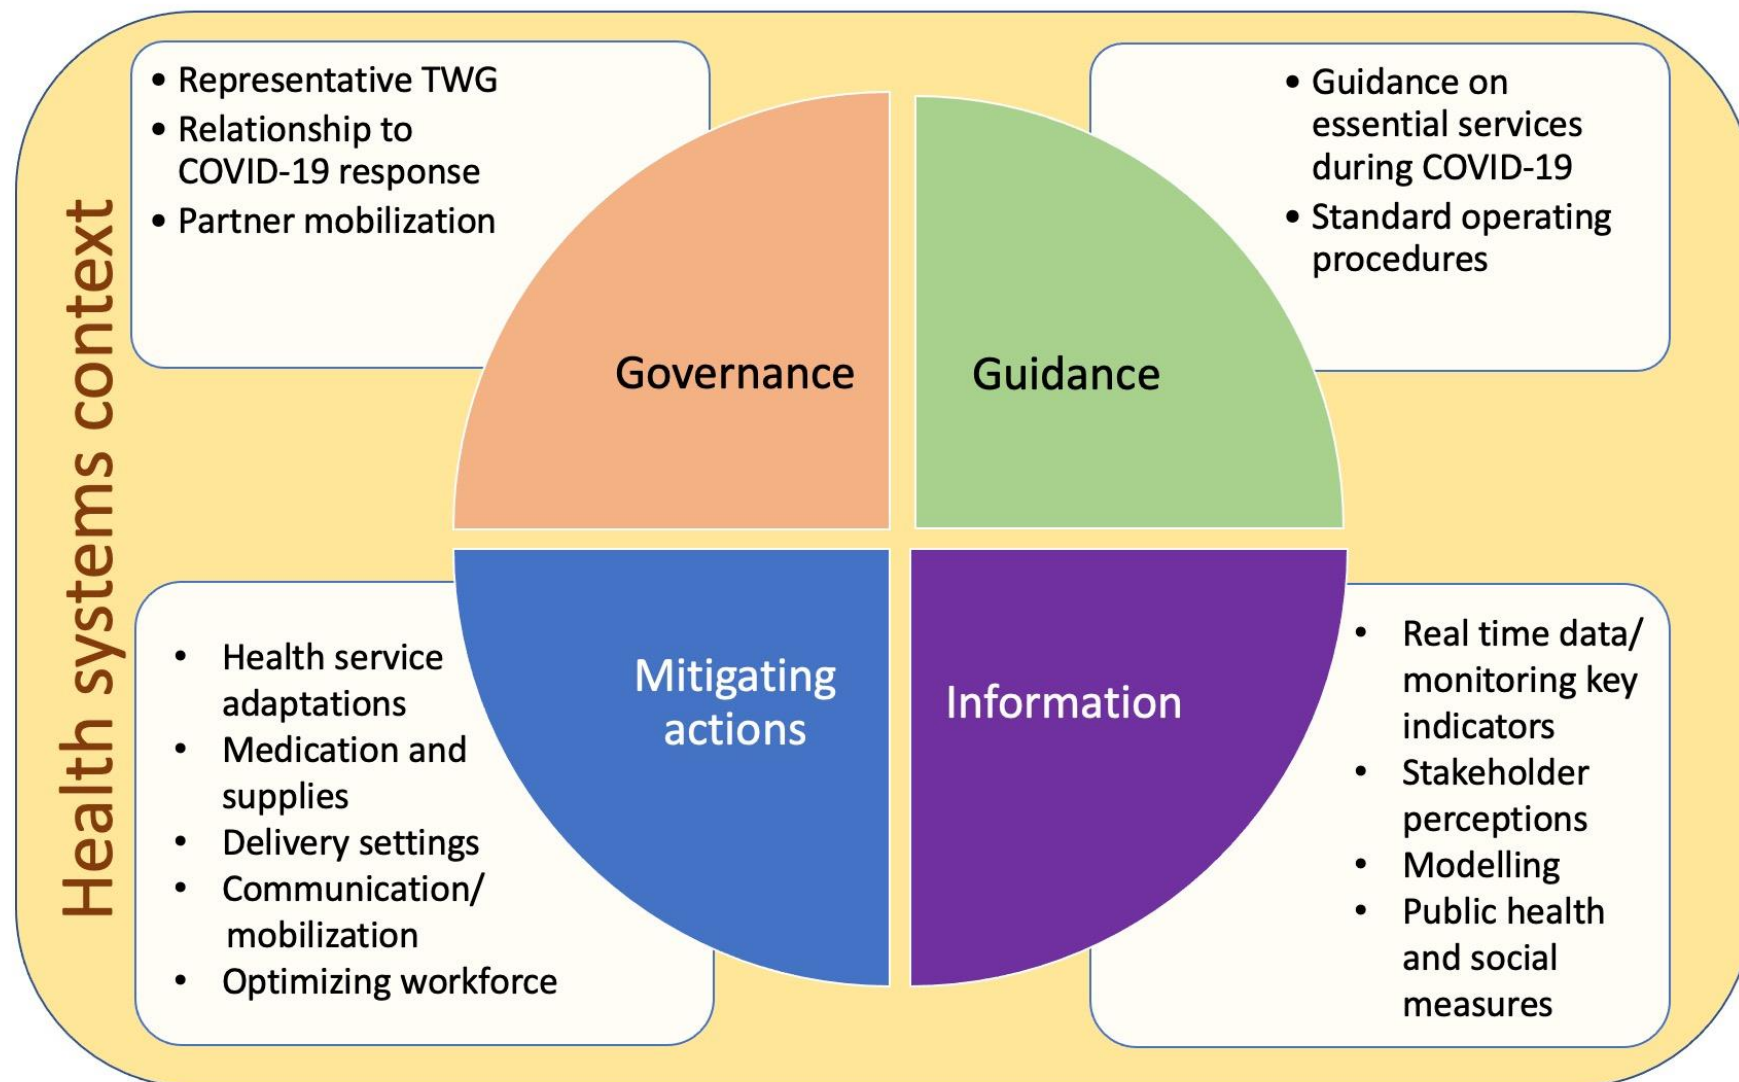 Health systems context
• Representative TWG
• Relationship to
COVID-19 response
• Partner mobilization
Governance
• Guidance on
essential services
during COVID-19
• Standard operating
procedures
Guidance
• Health service
adaptations
• Medication and
supplies
• Delivery settings
• Communication/
mobilization
• Optimizing workforce
Mitigating
actions
Information
• Real time data/
monitoring key
indicators
• Stakeholder
perceptions
• Modelling
• Public health
and social
measures